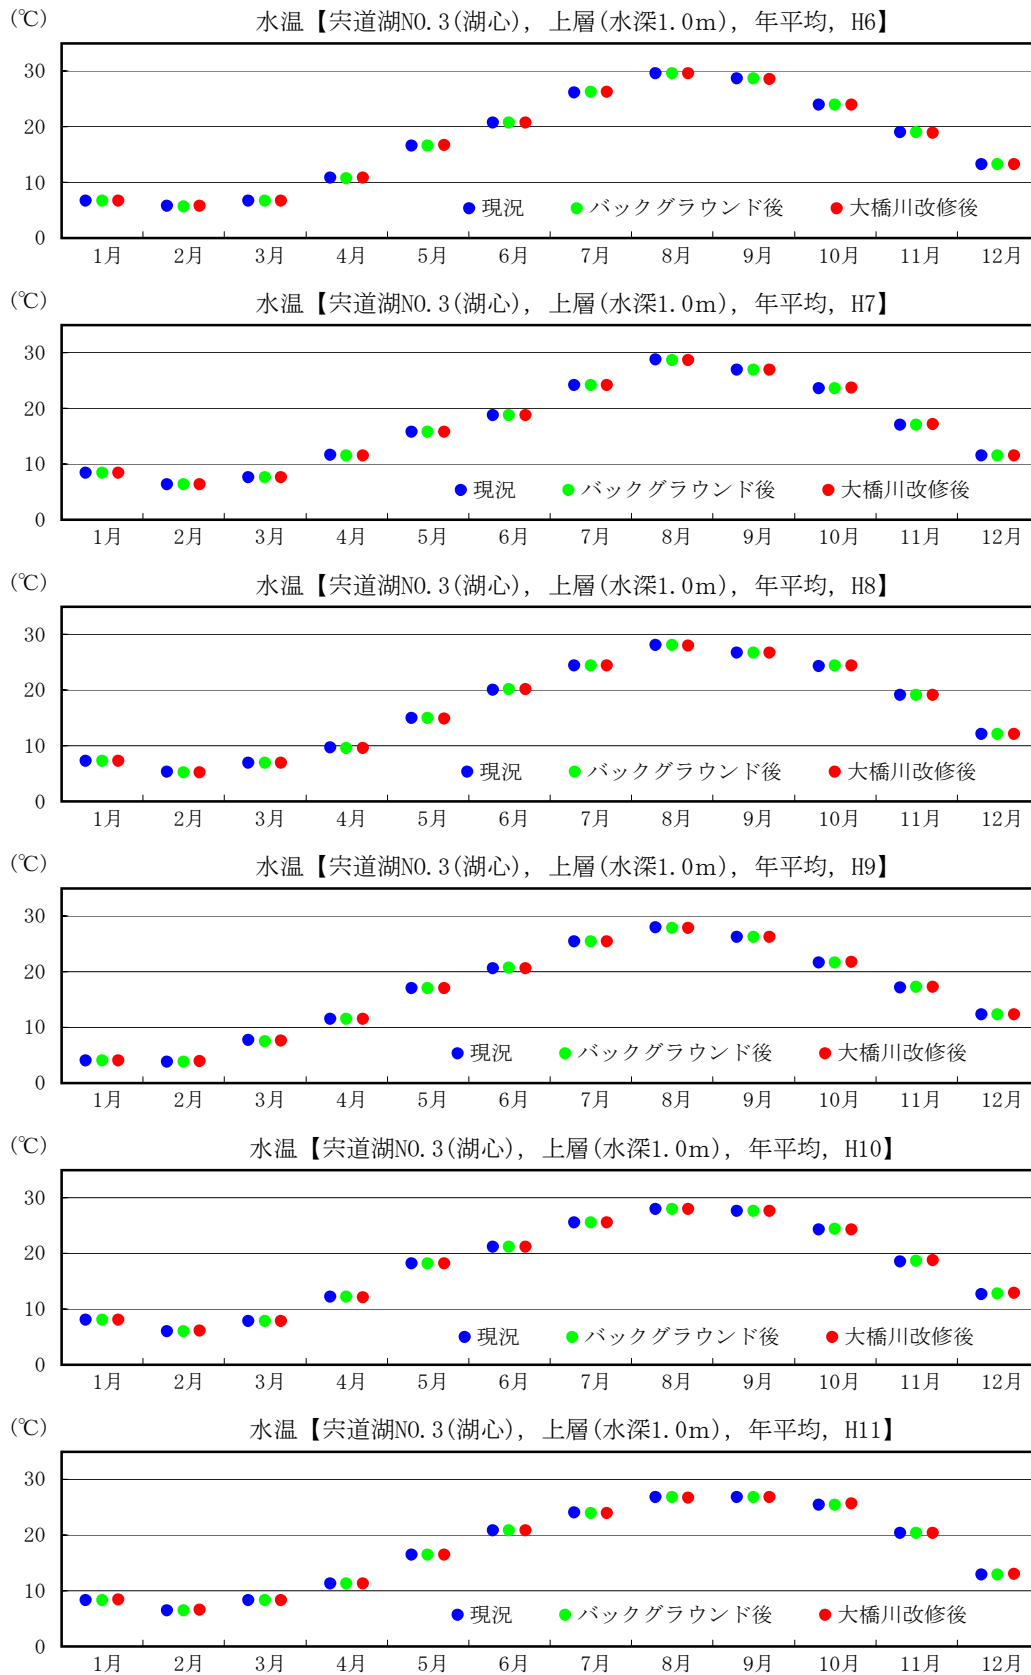 (℃) 水温【宍道湖NO.3(湖心), 上層(水深1.0m), 年平均, H6】
30
20
10
● 現況 ● バックグラウンド後 ● 大橋川改修後
0
1月 2月 3月 4月 5月 6月 7月 8月 9月 10月 11月 12月
(℃) 水温【宍道湖NO.3(湖心), 上層(水深1.0m), 年平均, H7】
30
20
10
● 現況 ● バックグラウンド後 ● 大橋川改修後
0
1月 2月 3月 4月 5月 6月 7月 8月 9月 10月 11月 12月
(℃) 水温【宍道湖NO.3(湖心), 上層(水深1.0m), 年平均, H8】
30
20
10
● 現況 ● バックグラウンド後 ● 大橋川改修後
0
1月 2月 3月 4月 5月 6月 7月 8月 9月 10月 11月 12月
(℃) 水温【宍道湖NO.3(湖心), 上層(水深1.0m), 年平均, H9】
30
20
10
● 現況 ● バックグラウンド後 ● 大橋川改修後
0
1月 2月 3月 4月 5月 6月 7月 8月 9月 10月 11月 12月
(℃) 水温【宍道湖NO.3(湖心), 上層(水深1.0m), 年平均, H10】
30
20
10
● 現況 ● バックグラウンド後 ● 大橋川改修後
0
1月 2月 3月 4月 5月 6月 7月 8月 9月 10月 11月 12月
(℃) 水温【宍道湖NO.3(湖心), 上層(水深1.0m), 年平均, H11】
30
20
10
● 現況 ● バックグラウンド後 ● 大橋川改修後
0
1月 2月 3月 4月 5月 6月 7月 8月 9月 10月 11月 12月